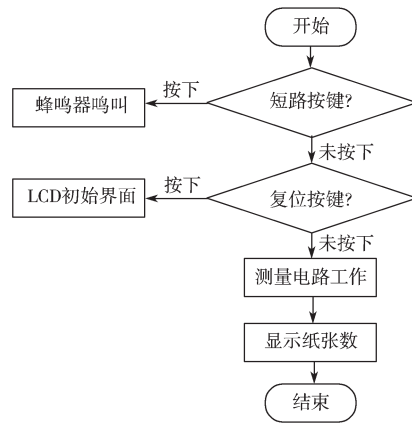 开始
短路按键?
按下
蜂鸣器鸣叫
未按下
复位按键?
按下
LCD初始界面
未按下
测量电路工作
显示纸张数
结束